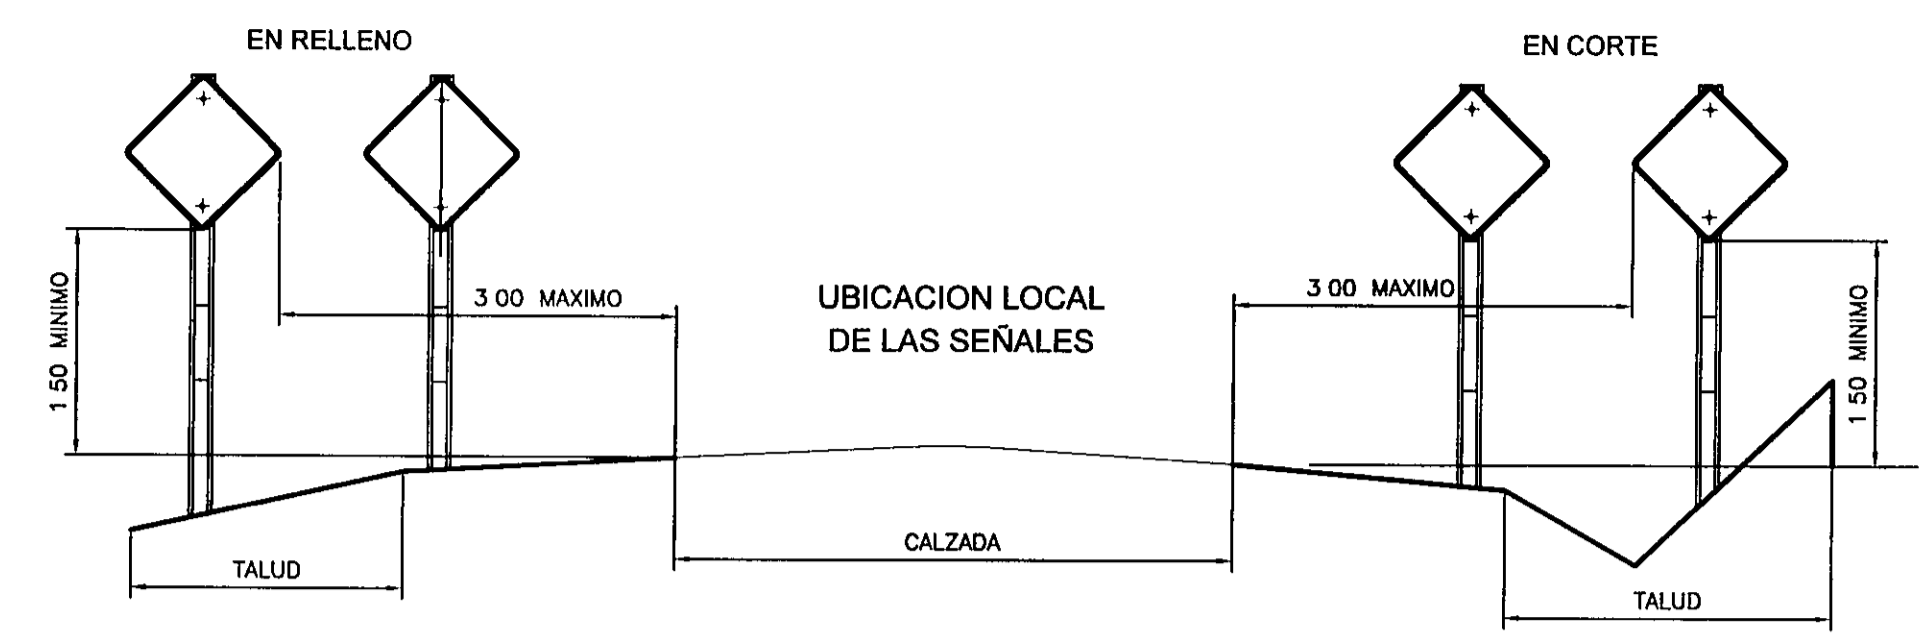 EN RELLENO
EN CORTE
3 00 MAXIMO
UBICACION LOCAL
DE LAS SEÑALES
3 00 MAXIMO
1 50 MINIMO
1 50 MINIMO
CALZADA
TALUD
TALUD